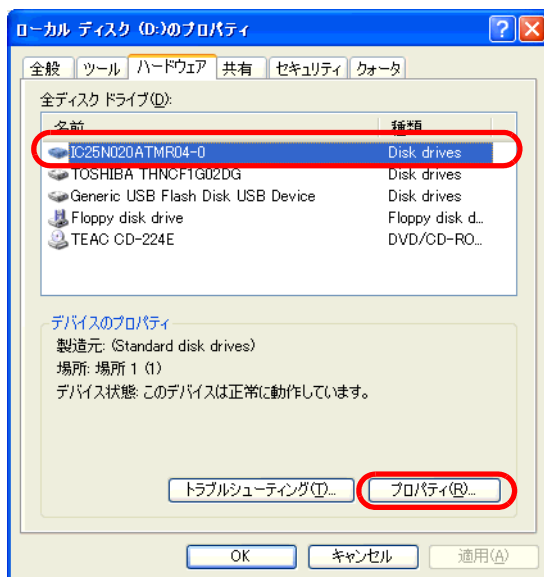 ローカル ディスク (D:)のプロパティ
全般 ツール ハードウェア 共有 セキュリティ クォータ
全ディスク ドライブ(D):
名前 種類
IC25N020ATMR04-0 Disk drives
TOSHIBA THNCF1G02DG Disk drives
Generic USB Flash Disk USB Device Disk drives
Floppy disk drive Floppy disk d...
TEAC CD-224E DVD/CD-RO...
デバイスのプロパティ
製造元: (Standard disk drives)
場所: 場所 1 (1)
デバイス状態: このデバイスは正常に動作しています。
トラブルシューティング(T)... プロパティ(R)...
OK キャンセル 適用(A)